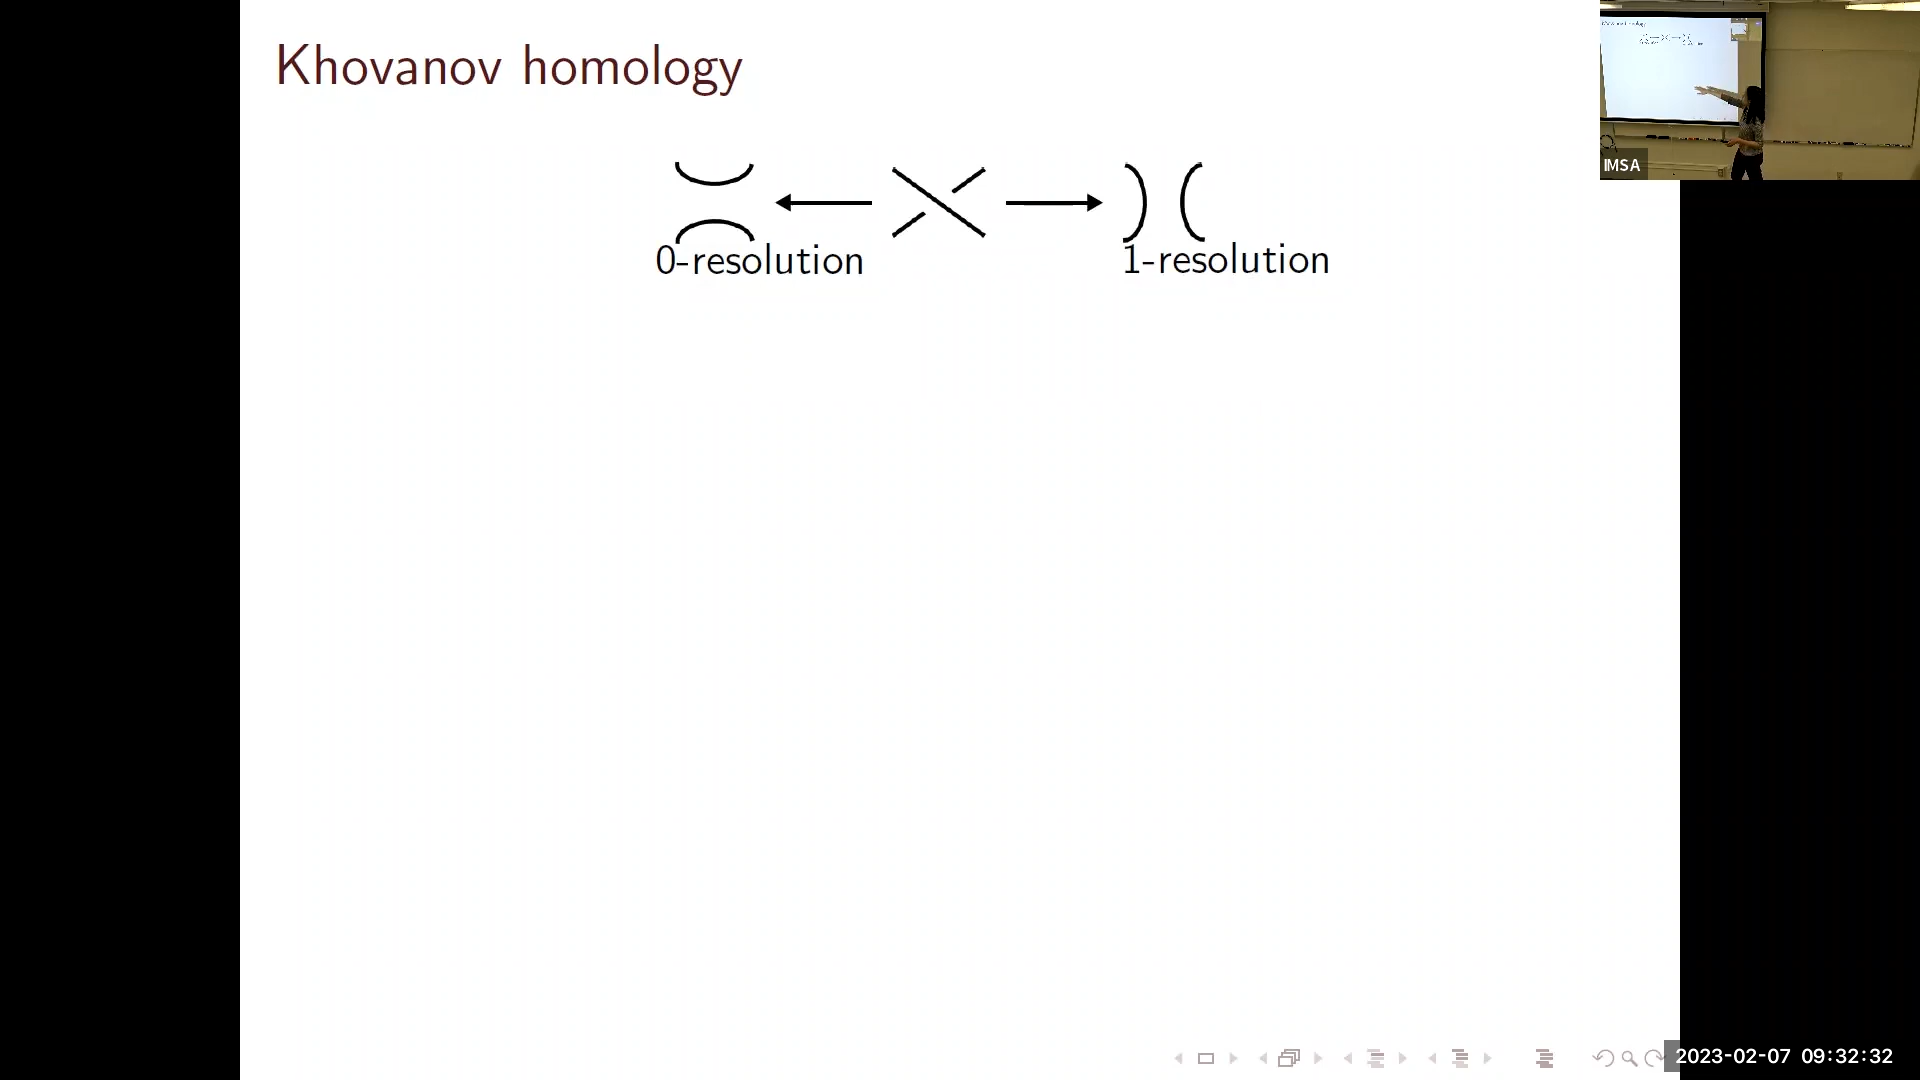 Khovanov homology
0-resolution
1-resolution
IMSA
2023-02-07 09:32:32